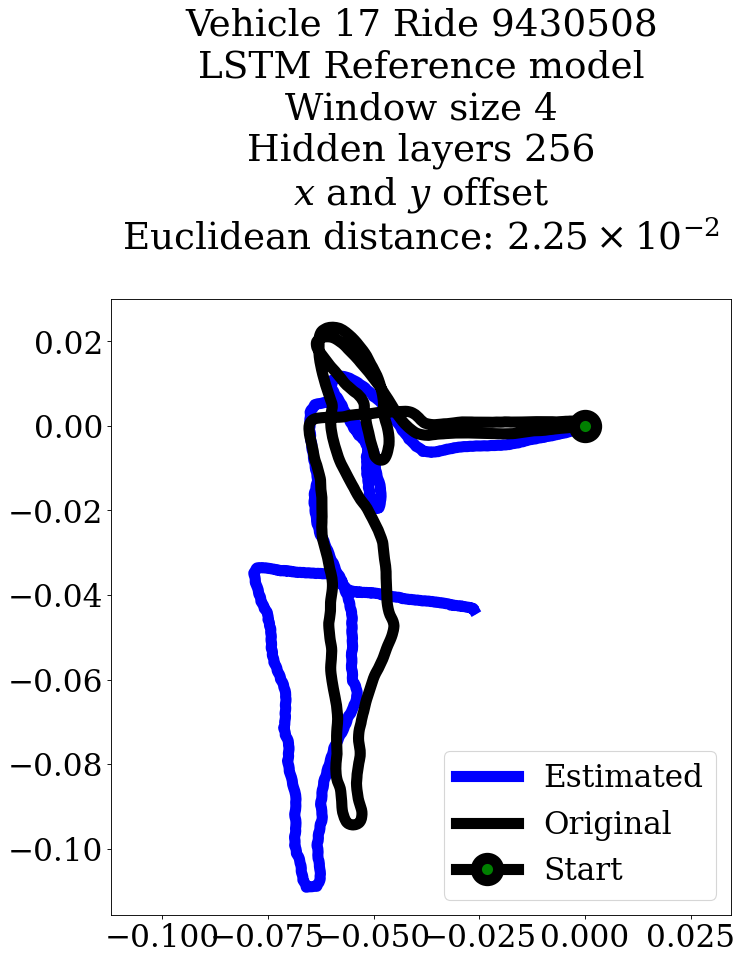 Vehicle 17 Ride 9430508
LSTM Reference model
Window size 4
Hidden layers 256
x and y offset
Euclidean distance: 2.25 × 10⁻²
0.02
0.00
−0.02
−0.04
−0.06
−0.08
−0.10
Estimated
Original
Start
−0.100 −0.075 −0.050 −0.025 0.000 0.025